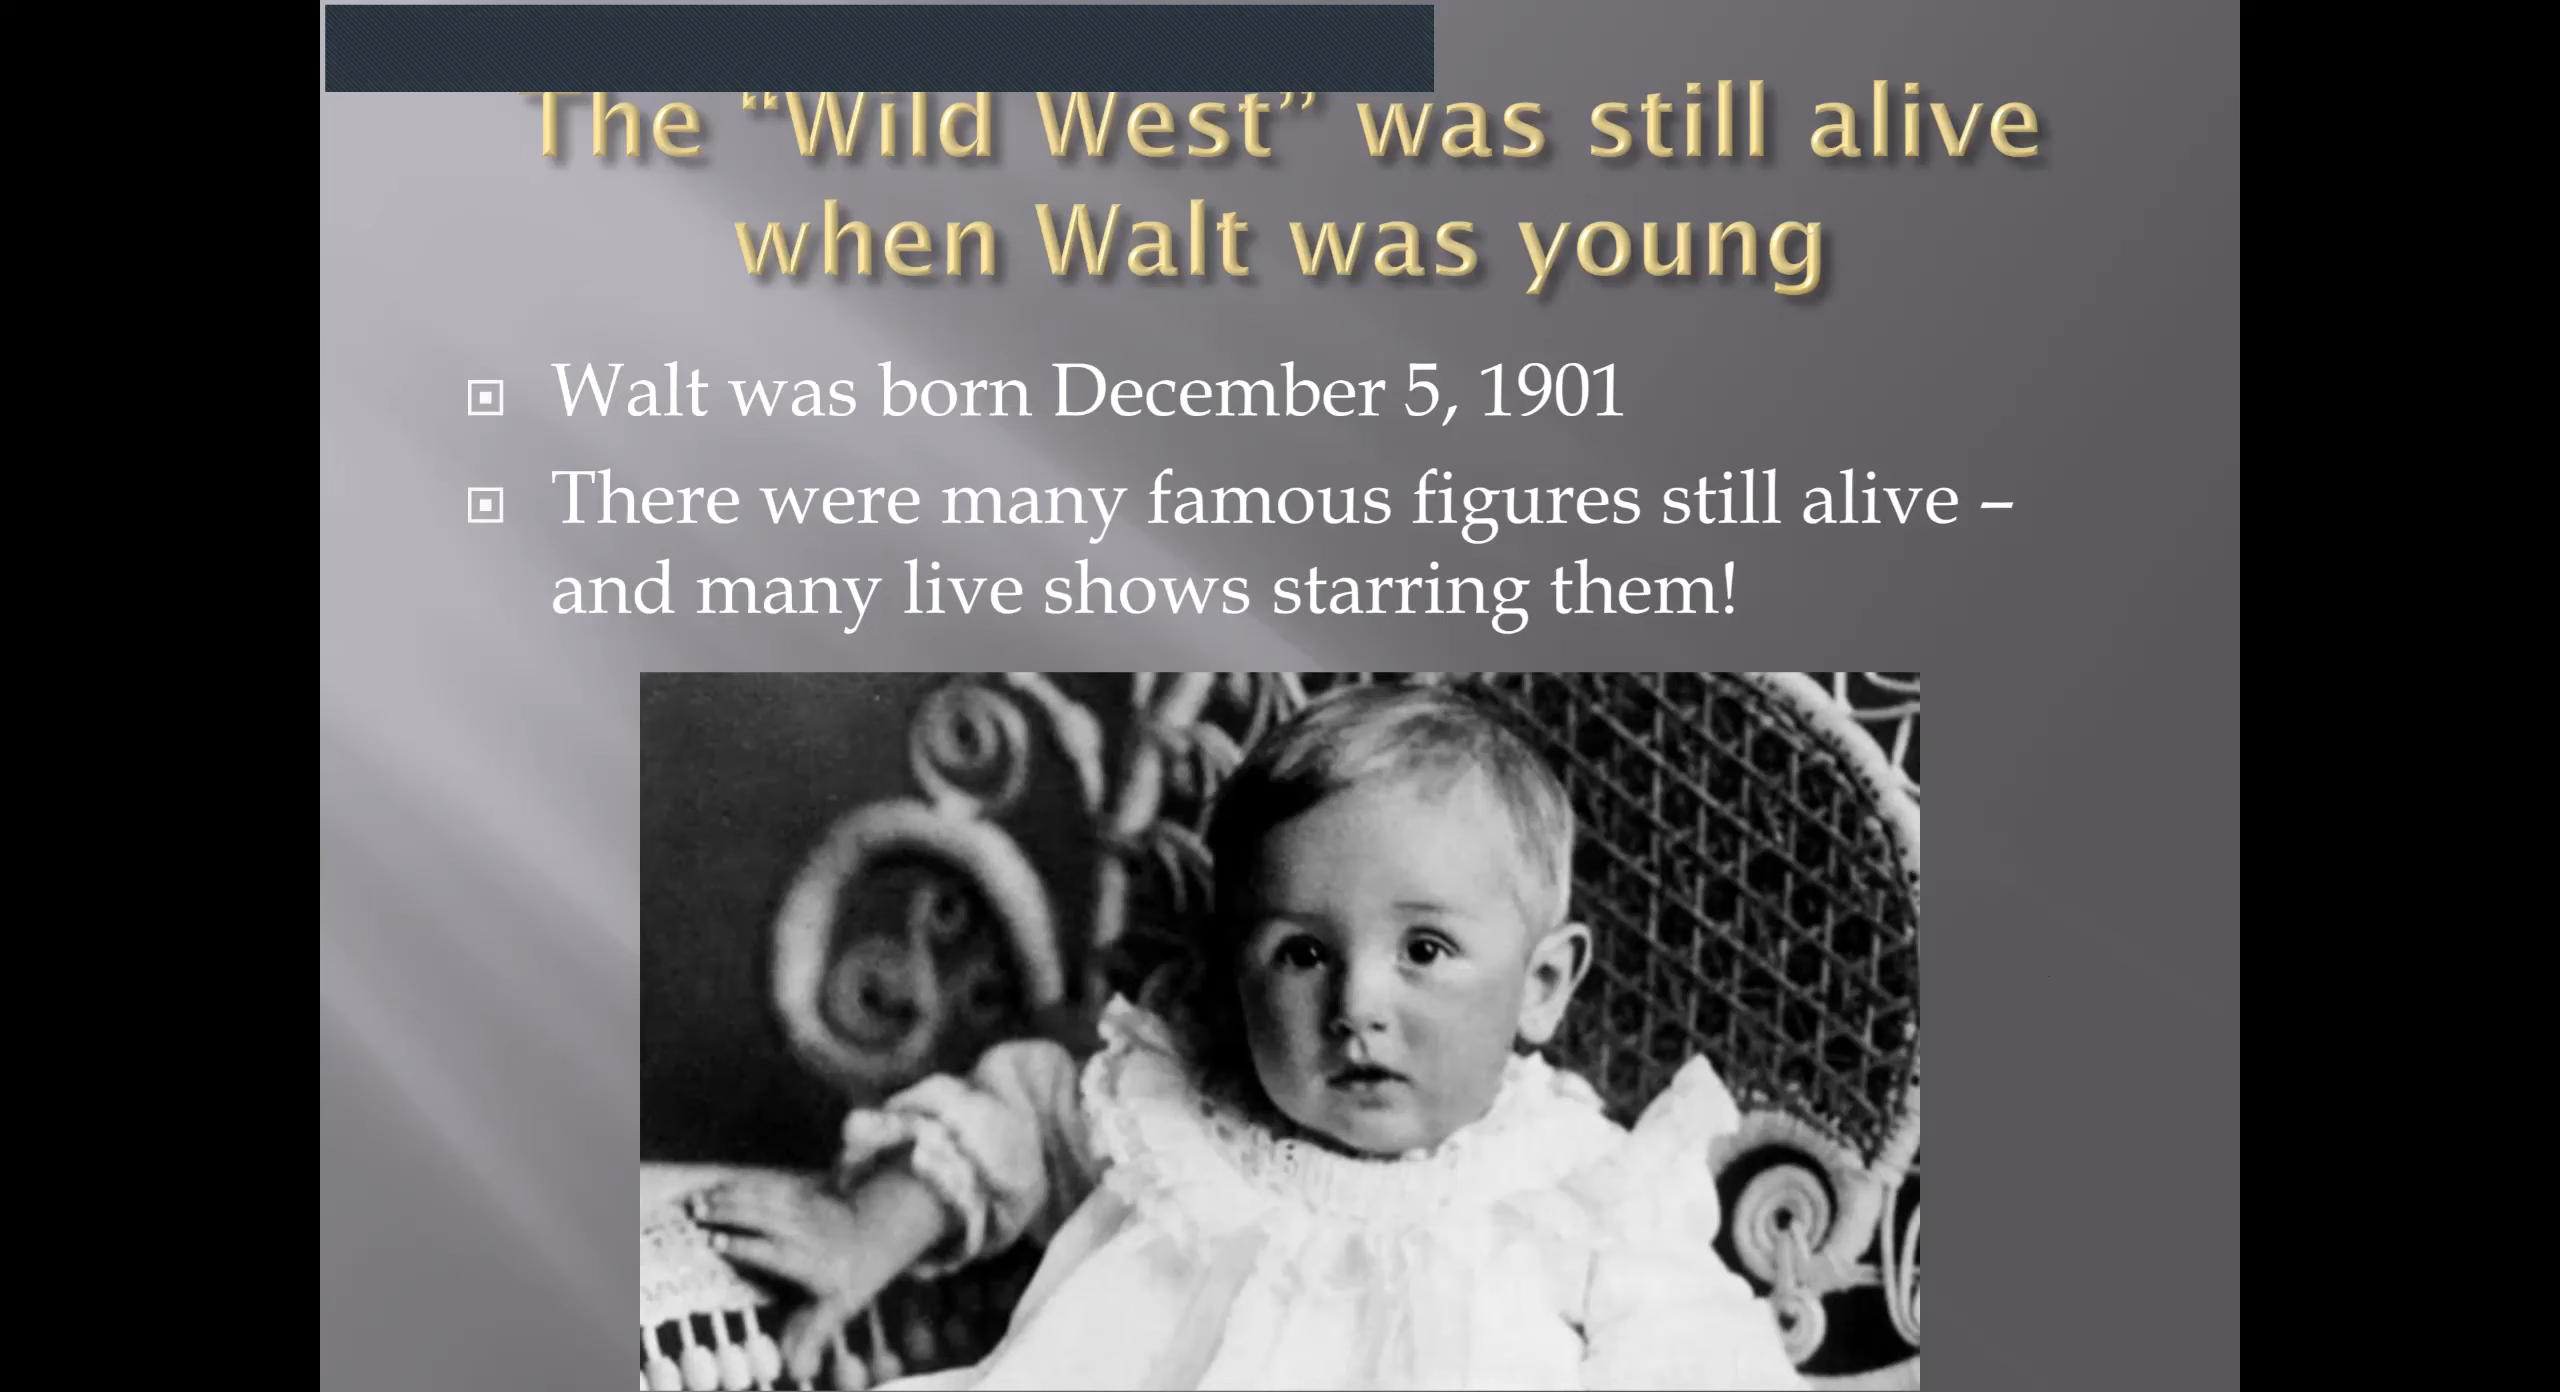 The “Wild West” was still alive
when Walt was young
Walt was born December 5, 1901
There were many famous figures still alive –
and many live shows starring them!